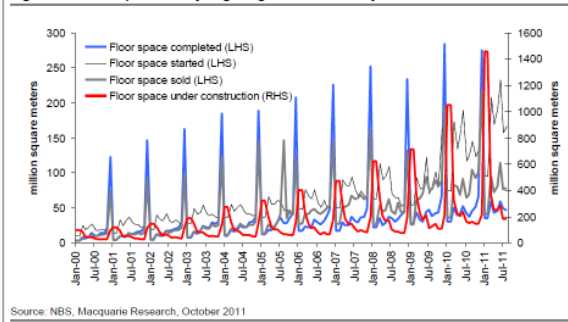 300
250
200
150
100
50
0
million square meters
Floor space completed (LHS)
Floor space started (LHS)
Floor space sold (LHS)
Floor space under construction (RHS)
1600
1400
1200
1000
800
600
400
200
0
million square meters
Jan-00
Jul-00
Jan-01
Jul-01
Jan-02
Jul-02
Jan-03
Jul-03
Jan-04
Jul-04
Jan-05
Jul-05
Jan-06
Jul-06
Jan-07
Jul-07
Jan-08
Jul-08
Jan-09
Jul-09
Jan-10
Jul-10
Jan-11
Jul-11
Source: NBS, Macquarie Research, October 2011